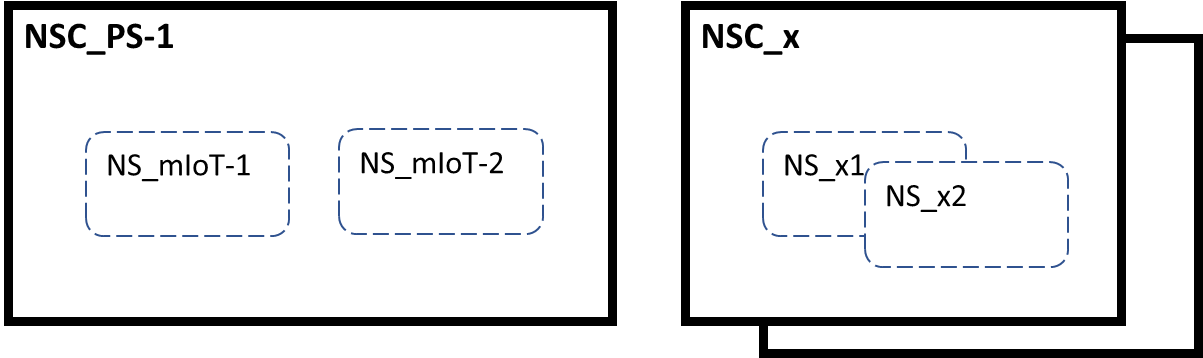 NSC_PS-1
NS_mIoT-1
NS_mIoT-2
NSC_x
NS_x1
NS_x2